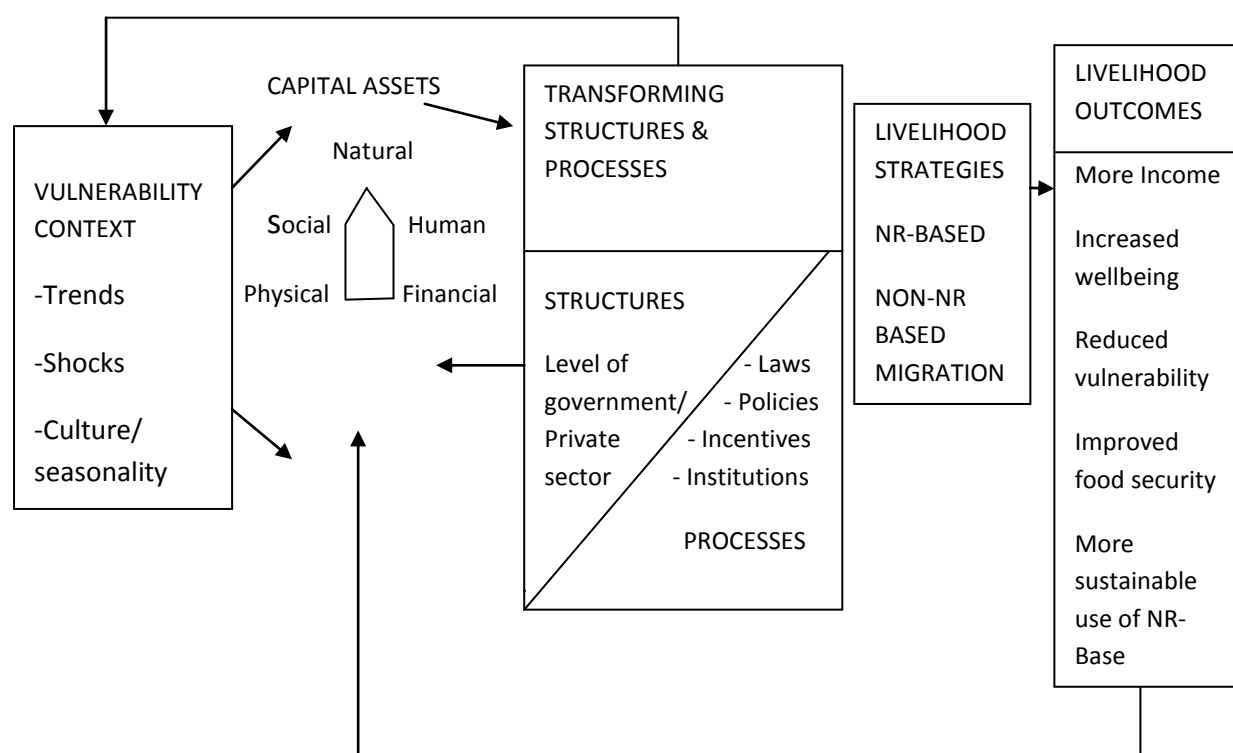 VULNERABILITY
CONTEXT
-Trends
-Shocks
-Culture/
seasonality
CAPITAL ASSETS
Natural
Social
Human
Physical
Financial
TRANSFORMING
STRUCTURES &
PROCESSES
STRUCTURES
Level of
government/
Private
sector
- Laws
- Policies
- Incentives
- Institutions
PROCESSES
LIVELIHOOD
STRATEGIES
NR-BASED
NON-NR
BASED
MIGRATION
LIVELIHOOD
OUTCOMES
More Income
Increased
wellbeing
Reduced
vulnerability
Improved
food security
More
sustainable
use of NR-
Base